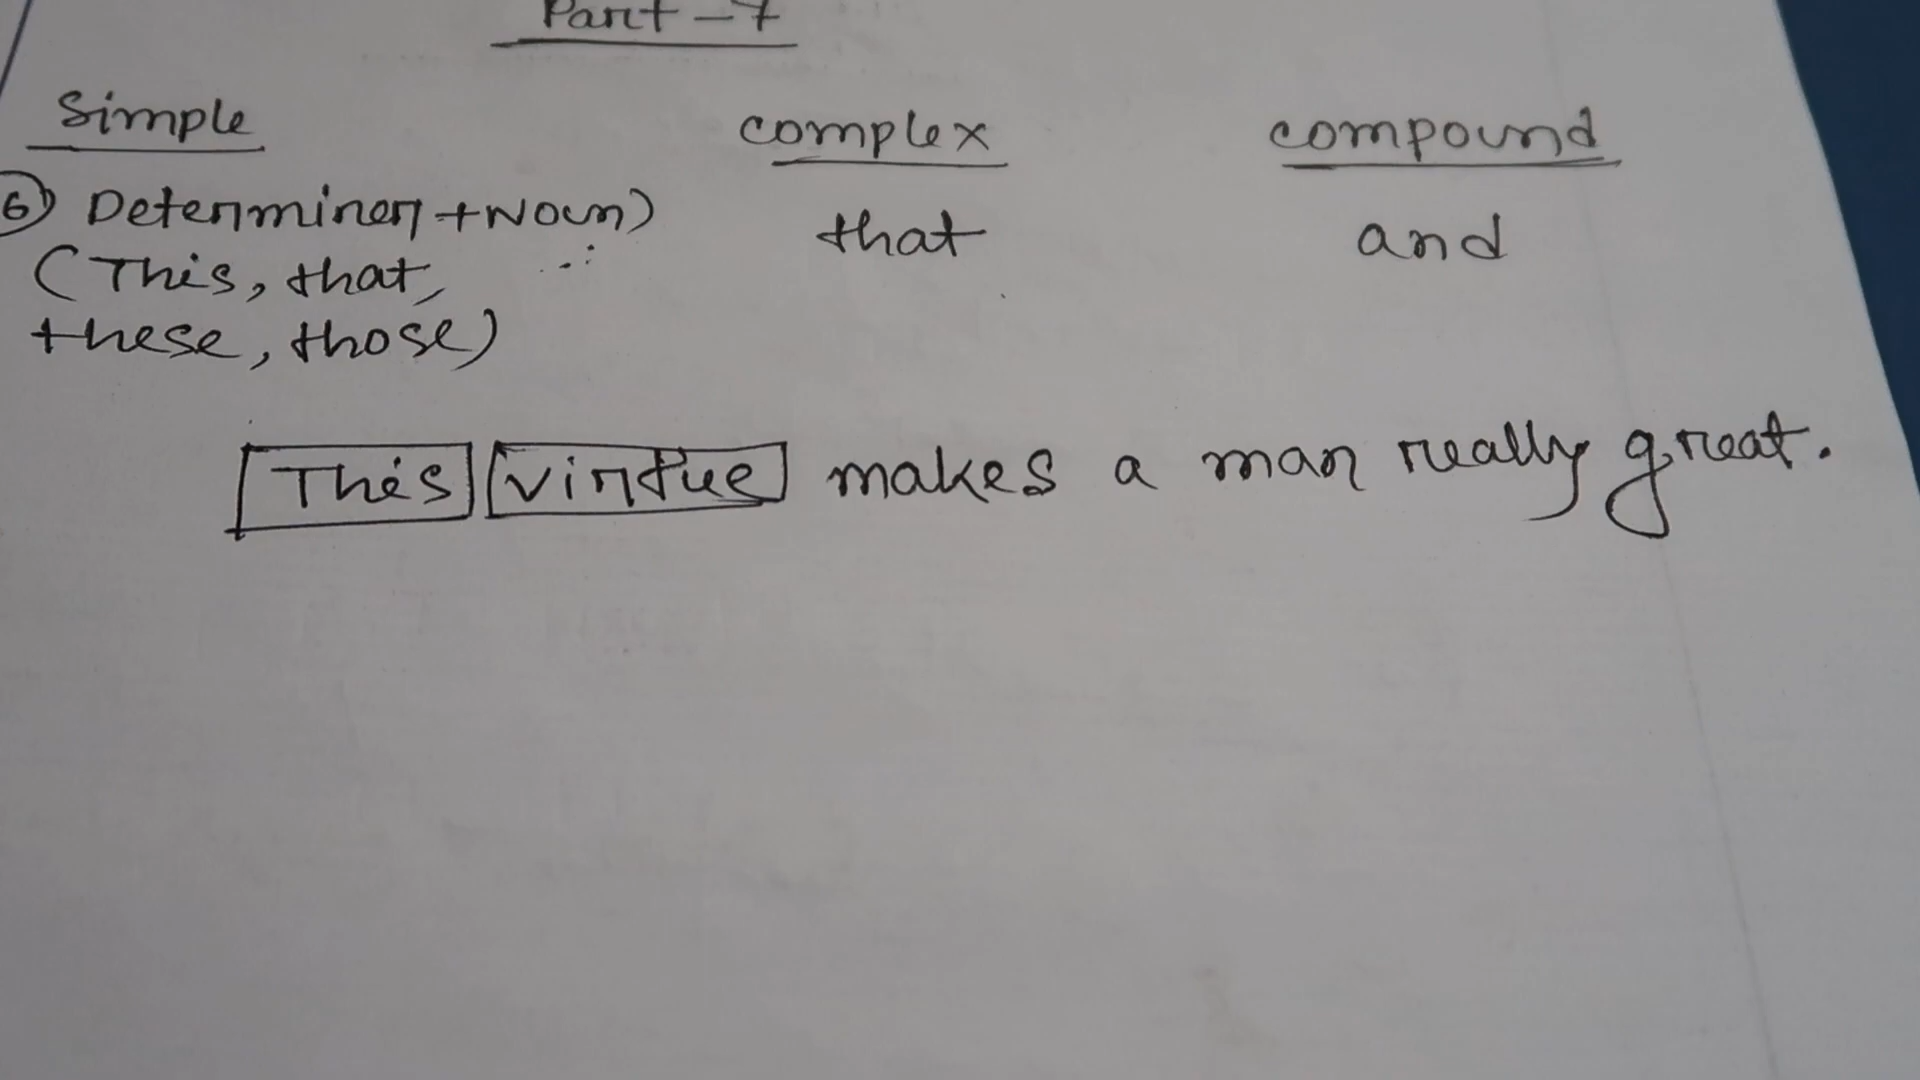 Part-7
Simple complex compound
6) Determiner+Noun) that and
(This, that,
these, those)
This virtue makes a man really great.